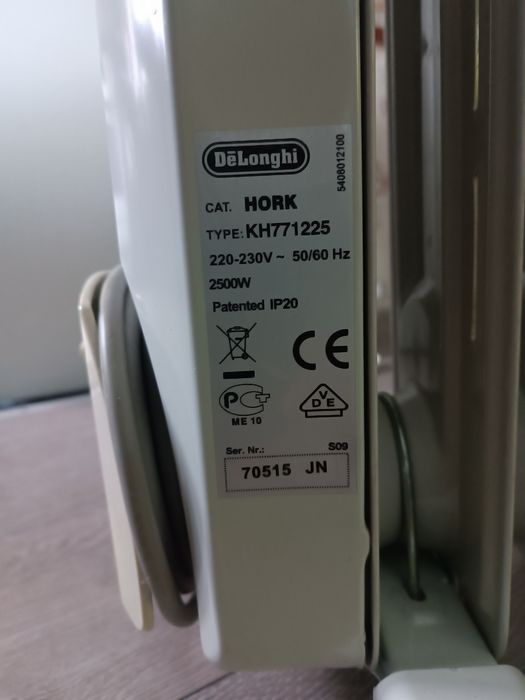 DēLonghi
5408012100
CAT. HORK
TYPE: KH771225
220-230V ~ 50/60 Hz
2500W
Patented IP20
CE
PC+
ME 10
VDE
Ser. Nr.: S09
70515 JN